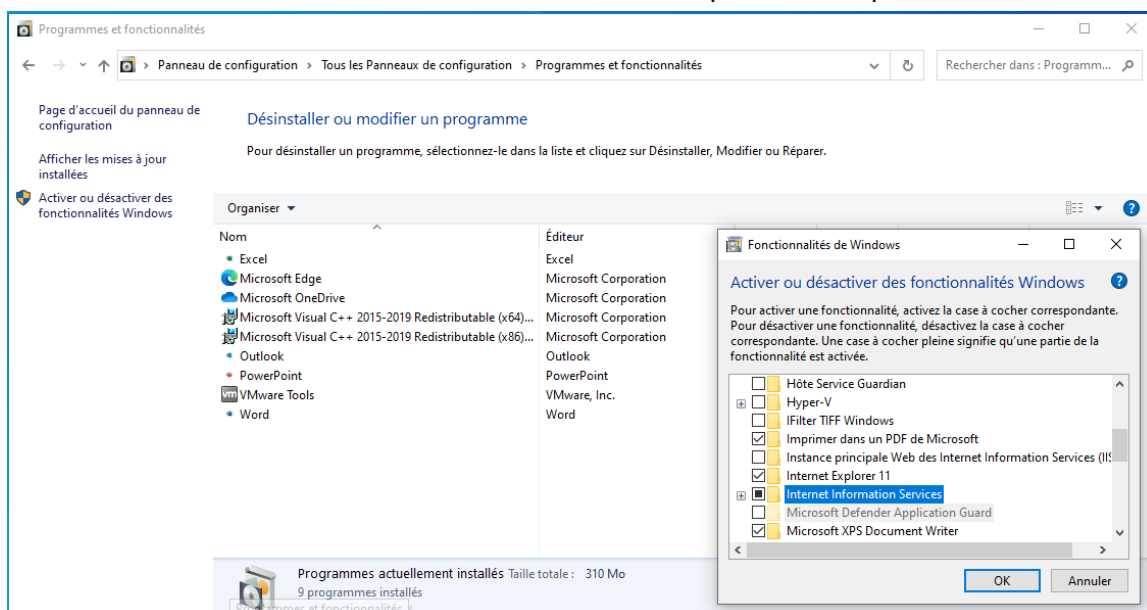 Programmes et fonctionnalités
Panneau de configuration > Tous les Panneaux de configuration > Programmes et fonctionnalités
Rechercher dans : Programm...
Page d'accueil du panneau de
configuration
Afficher les mises à jour
installées
Activer ou désactiver des
fonctionnalités Windows
Désinstaller ou modifier un programme
Pour désinstaller un programme, sélectionnez-le dans la liste et cliquez sur Désinstaller, Modifier ou Réparer.
Organiser
Nom Éditeur
Excel Excel
Microsoft Edge Microsoft Corporation
Microsoft OneDrive Microsoft Corporation
Microsoft Visual C++ 2015-2019 Redistributable (x64)... Microsoft Corporation
Microsoft Visual C++ 2015-2019 Redistributable (x86)... Microsoft Corporation
Outlook Outlook
PowerPoint PowerPoint
vm VMware Tools VMware, Inc.
Word Word
Programmes actuellement installés Taille totale : 310 Mo
9 programmes installés
Fonctionnalités de Windows
Activer ou désactiver des fonctionnalités Windows
Pour activer une fonctionnalité, activez la case à cocher correspondante.
Pour désactiver une fonctionnalité, désactivez la case à cocher
correspondante. Une case à cocher pleine signifie qu'une partie de la
fonctionnalité est activée.
Hôte Service Guardian
Hyper-V
IFilter TIFF Windows
Imprimer dans un PDF de Microsoft
Instance principale Web des Internet Information Services (IIS
Internet Explorer 11
Internet Information Services
Microsoft Defender Application Guard
Microsoft XPS Document Writer
OK Annuler